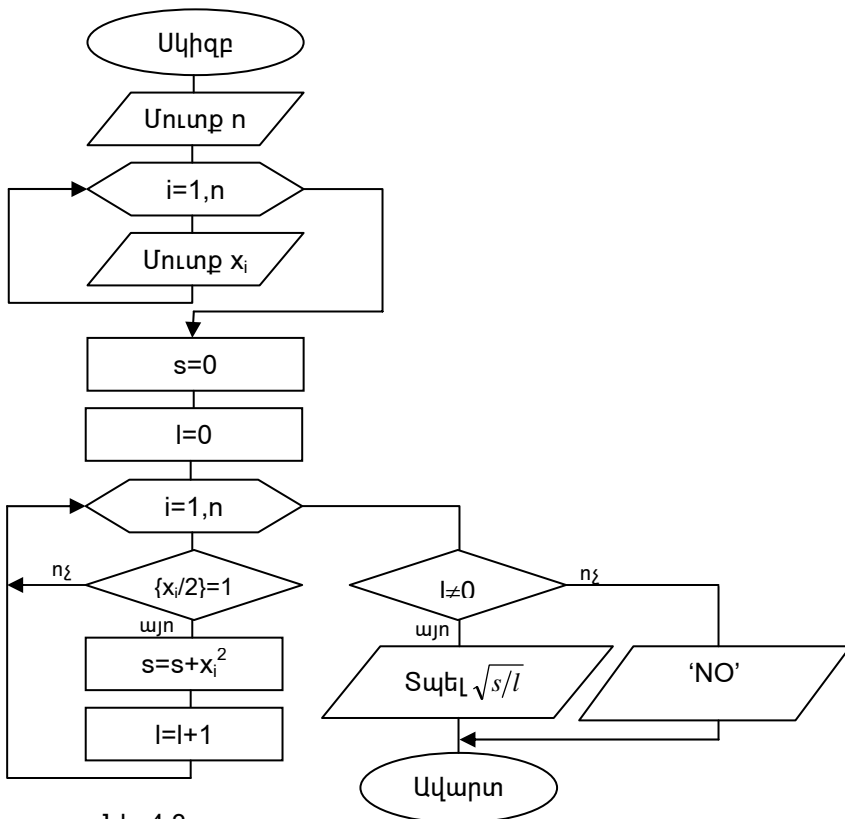 Սկիզբ
Մուտք n
i=1,n
Մուտք xᵢ
s=0
l=0
i=1,n
ոչ
{xᵢ/2}=1
այո
s=s+xᵢ²
l=l+1
l≠0
ոչ
այո
Տպել √s/l
‘NO’
Ավարտ